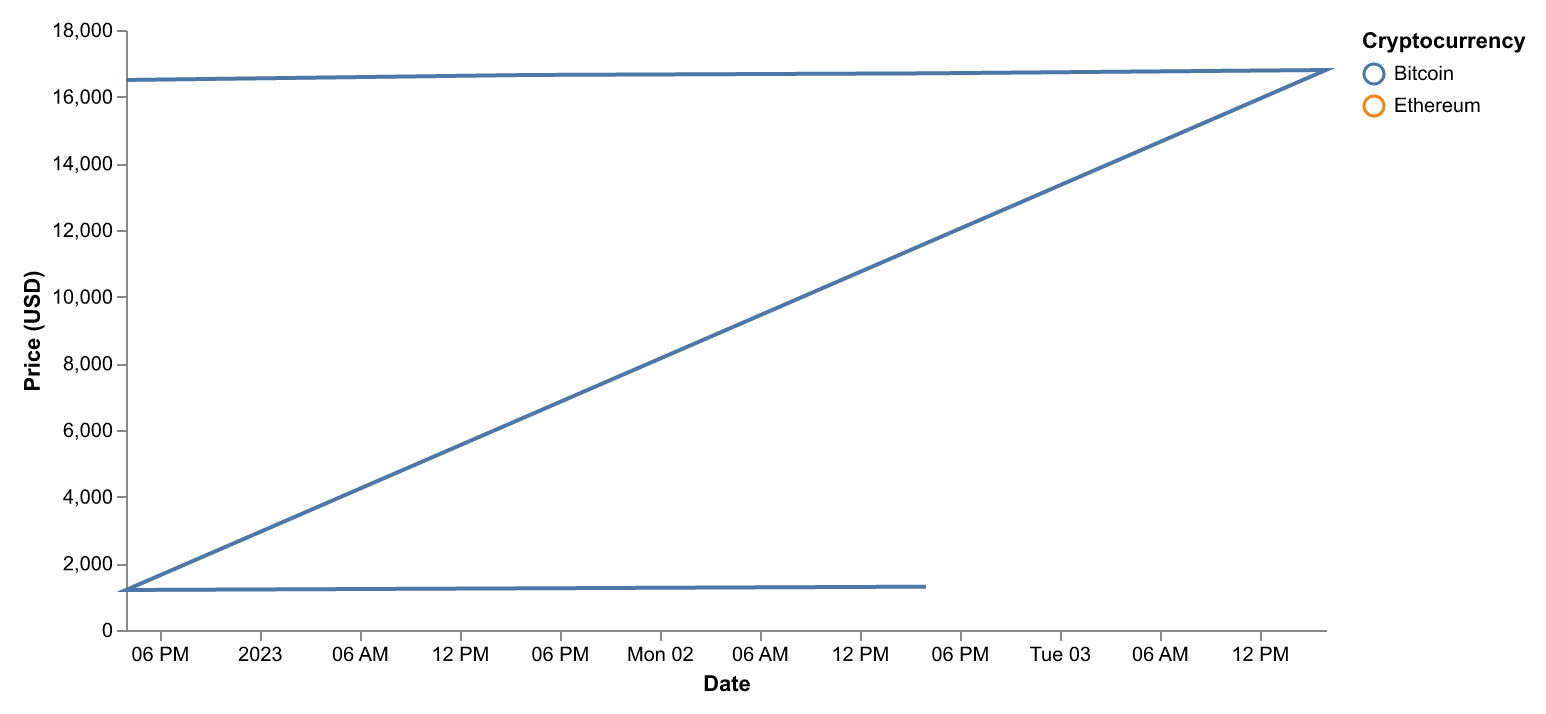 Cryptocurrency
Bitcoin
Ethereum
Price (USD)
18,000
16,000
14,000
12,000
10,000
8,000
6,000
4,000
2,000
0
06 PM 2023 06 AM 12 PM 06 PM Mon 02 06 AM 12 PM 06 PM Tue 03 06 AM 12 PM
Date